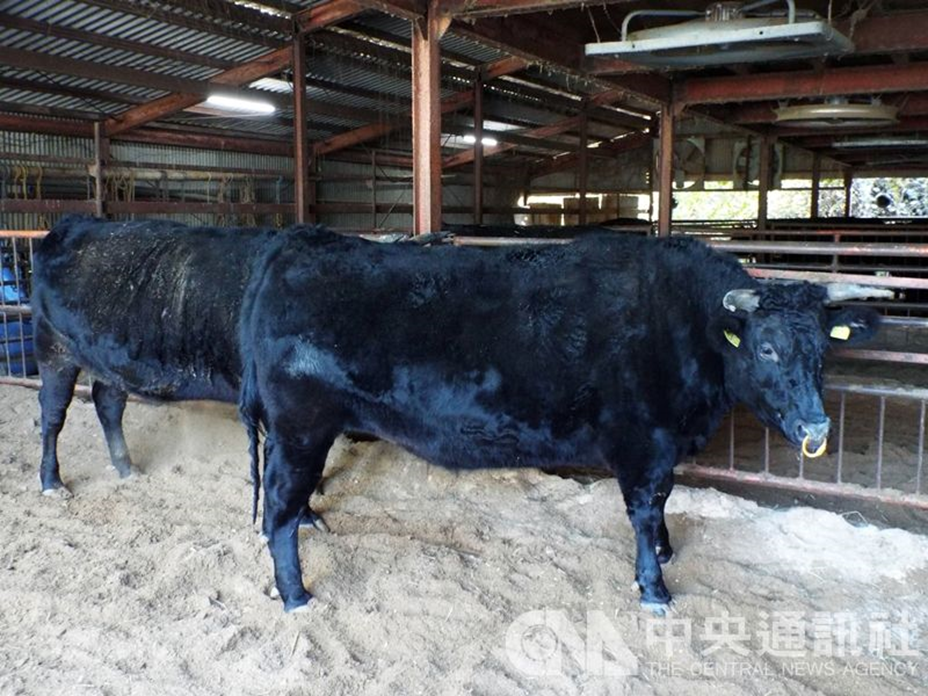 CNA 中央通訊社
THE CENTRAL NEWS AGENCY